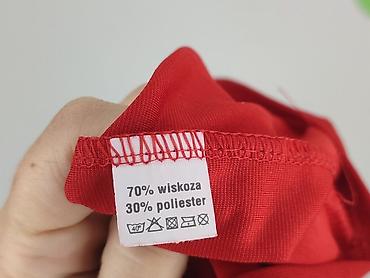 70% wiskoza
30% poliester